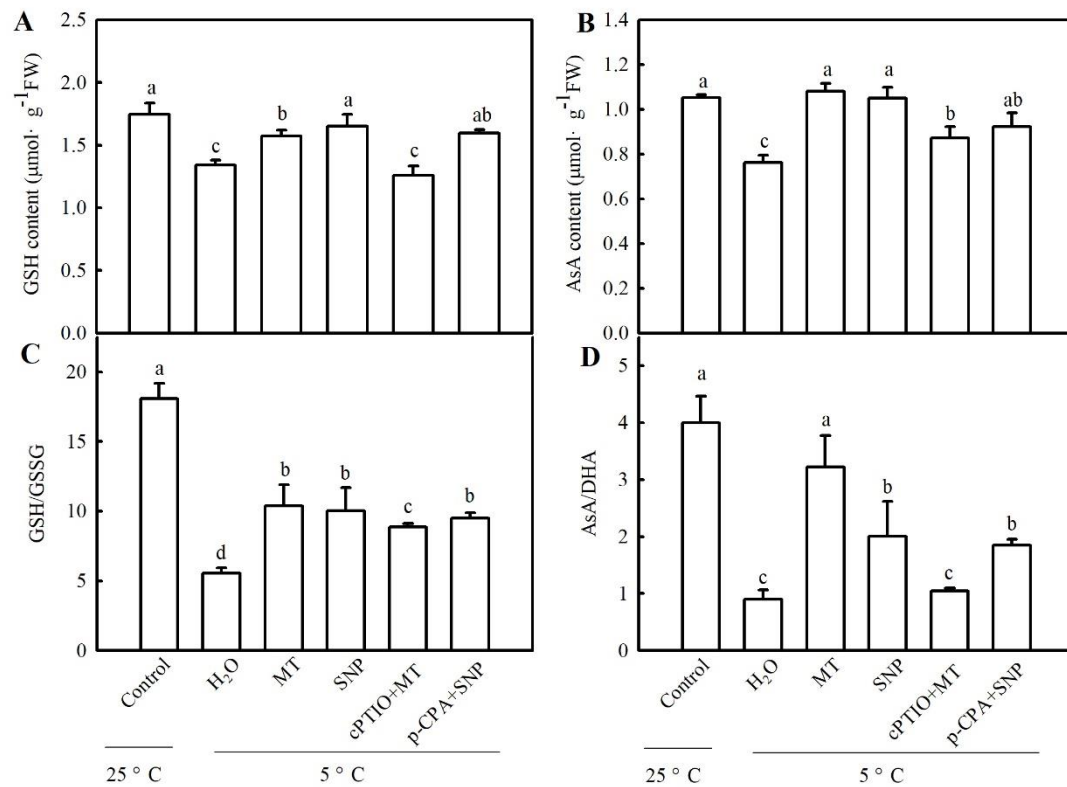 A
GSH content (μmol· g⁻¹FW)
2.5
2.0
1.5
1.0
0.5
0.0
a
c
b
a
c
ab
B
AsA content (μmol· g⁻¹FW)
1.4
1.2
1.0
0.8
0.6
0.4
0.2
0.0
a
c
a
a
b
ab
C
GSH/GSSG
20
15
10
5
0
a
d
b
b
c
b
Control
H₂O
MT
SNP
cPTIO+MT
p-CPA+SNP
25 ° C
5 ° C
D
AsA/DHA
5
4
3
2
1
0
a
c
a
b
c
b
Control
H₂O
MT
SNP
cPTIO+MT
p-CPA+SNP
25 ° C
5 ° C